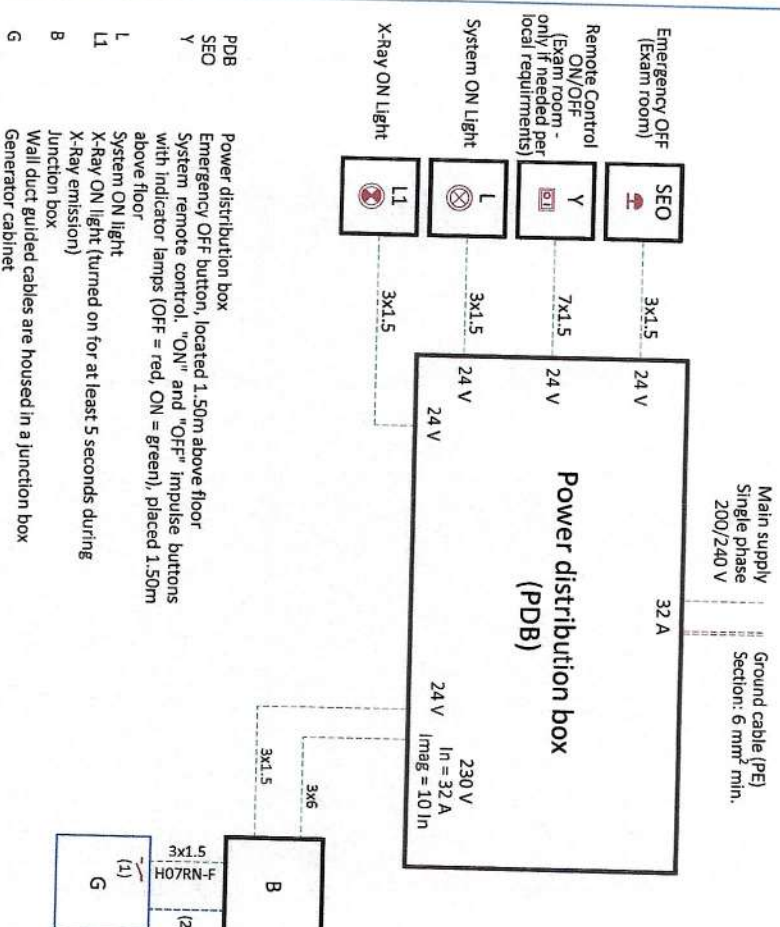 Main supply
Single phase
200/240 V
Ground cable (PE)
Section: 6 mm² min.
32 A
Emergency OFF
(Exam room)
SEO
3x1.5
24 V
Remote Control
ON/OFF
(Exam room -
only if needed per
local requirments)
Y
7x1.5
24 V
System ON Light
L
3x1.5
24 V
X-Ray ON Light
L1
3x1.5
24 V
Power distribution box
(PDB)
24 V
230 V
In = 32 A
Imag = 10 In
3x1.5
3x6
B
3x1.5
H07RN-F
(1)
(2
G
PDB Power distribution box
SEO Emergency OFF button, located 1.50m above floor
Y System remote control. "ON" and "OFF" impulse buttons
with indicator lamps (OFF = red, ON = green), placed 1.50m
above floor
L System ON light
L1 X-Ray ON light (turned on for at least 5 seconds during
X-Ray emission)
B Junction box
Wall duct guided cables are housed in a junction box
G Generator cabinet